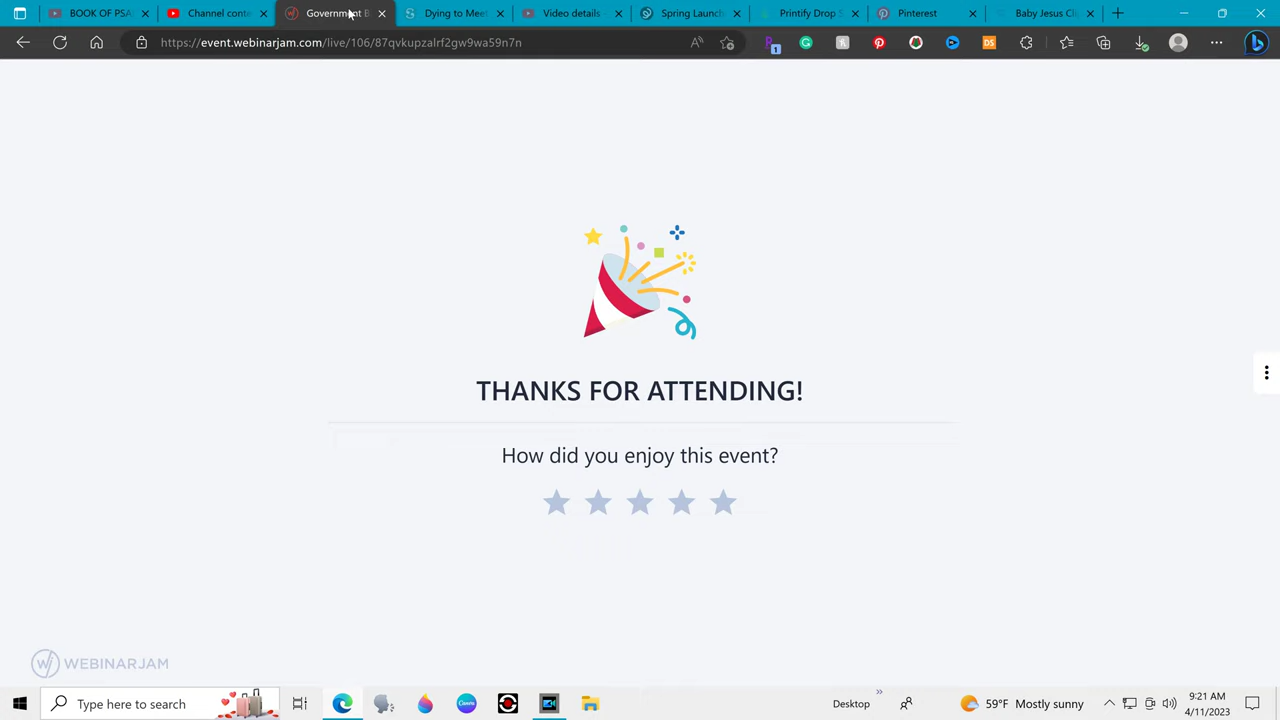 BOOK OF PSA
Channel conte
Government B
Dying to Meet
Video details
Spring Launch
Printify Drop S
Pinterest
Baby Jesus Cli
https://event.webinarjam.com/live/106/87qvkupzalrf2gw9wa59n7n
THANKS FOR ATTENDING!
How did you enjoy this event?
WEBINARJAM
Type here to search
Canva
Desktop
59°F Mostly sunny
9:21 AM
4/11/2023